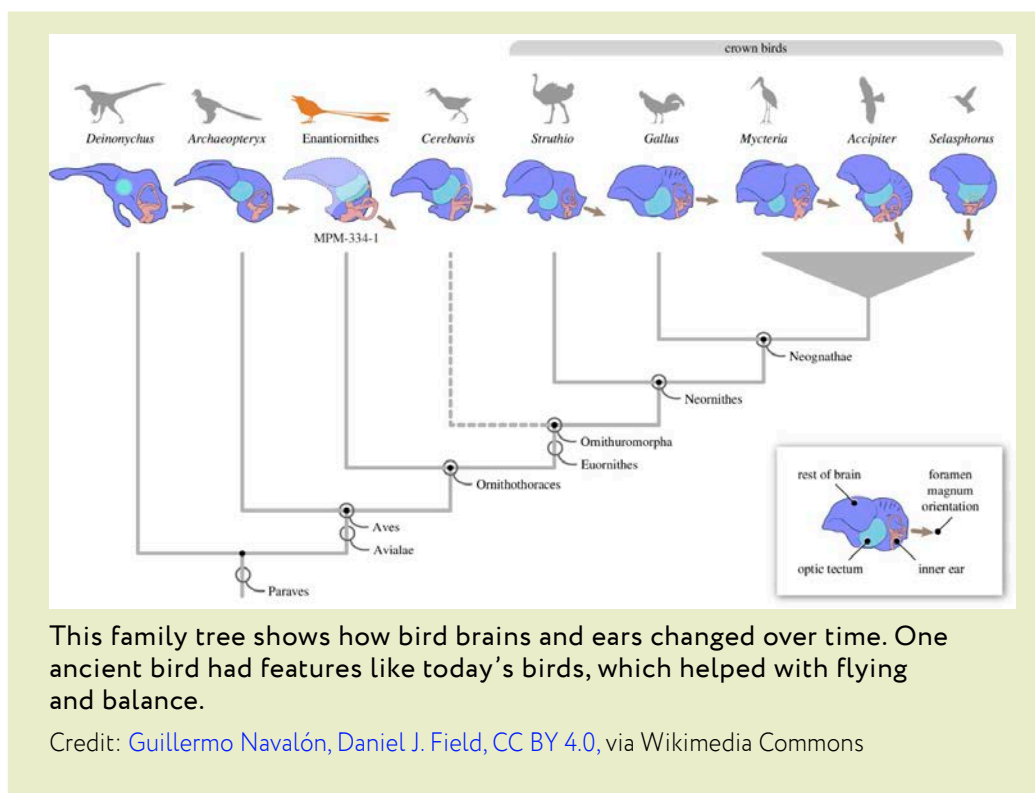 crown birds
Deinonychus Archaeopteryx Enantiornithes Cerebavis Struthio Gallus Mycteria Accipiter Selasphorus
MPM-334-1
Neognathae
Neornithes
Ornithuromorpha
Euornithes
Ornithothoraces
Aves
Avialae
Paraves
rest of brain
foramen
magnum
orientation
optic tectum
inner ear
This family tree shows how bird brains and ears changed over time. One
ancient bird had features like today's birds, which helped with flying
and balance.
Credit: Guillermo Navalón, Daniel J. Field, CC BY 4.0, via Wikimedia Commons